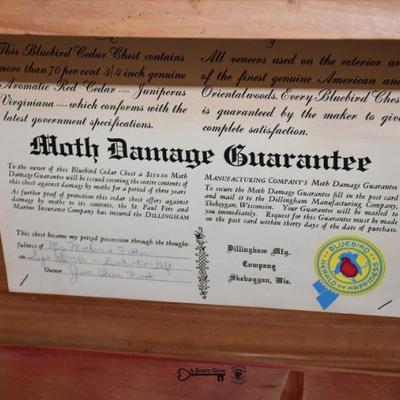 3
This Bluebird Cedar Chest contains
more than 70 per cent 3/4 inch genuine
Aromatic Red Cedar .... Juniperus
Virginiana .... which conforms with the
latest government specifications.
All veneers used on the exterior are
of the finest genuine American and
Oriental woods. Every Bluebird Chest
is guaranteed by the maker to give
complete satisfaction.
Moth Damage Guarantee
To the owner of this Bluebird Cedar Chest a $250.00 Moth
Damage Guarantee will be issued covering the entire contents of
this chest against damage by moths for a period of three years
As further proof of protection this cedar chest offers against
damage by moths to its contents, the St. Paul Fire and
Marine Insurance Company has insured the DILLINGHAM
MANUFACTURING COMPANY'S Moth Damage Guarantee
To secure the Moth Damage Guarantee fill in the post card
and mail it to the Dillingham Manufacturing Company,
Sheboygan, Wisconsin. Your Guarantee will be mailed to
you immediately. Request for this Guarantee must be made
on the post card within thirty days of the date of purchase.
This chest became my prized possession through the thought-
fulness of
Owner
Dillingham Mfg.
Company
Sheboygan, Wis.
BLUEBIRD
HERALD OF HAPPINESS